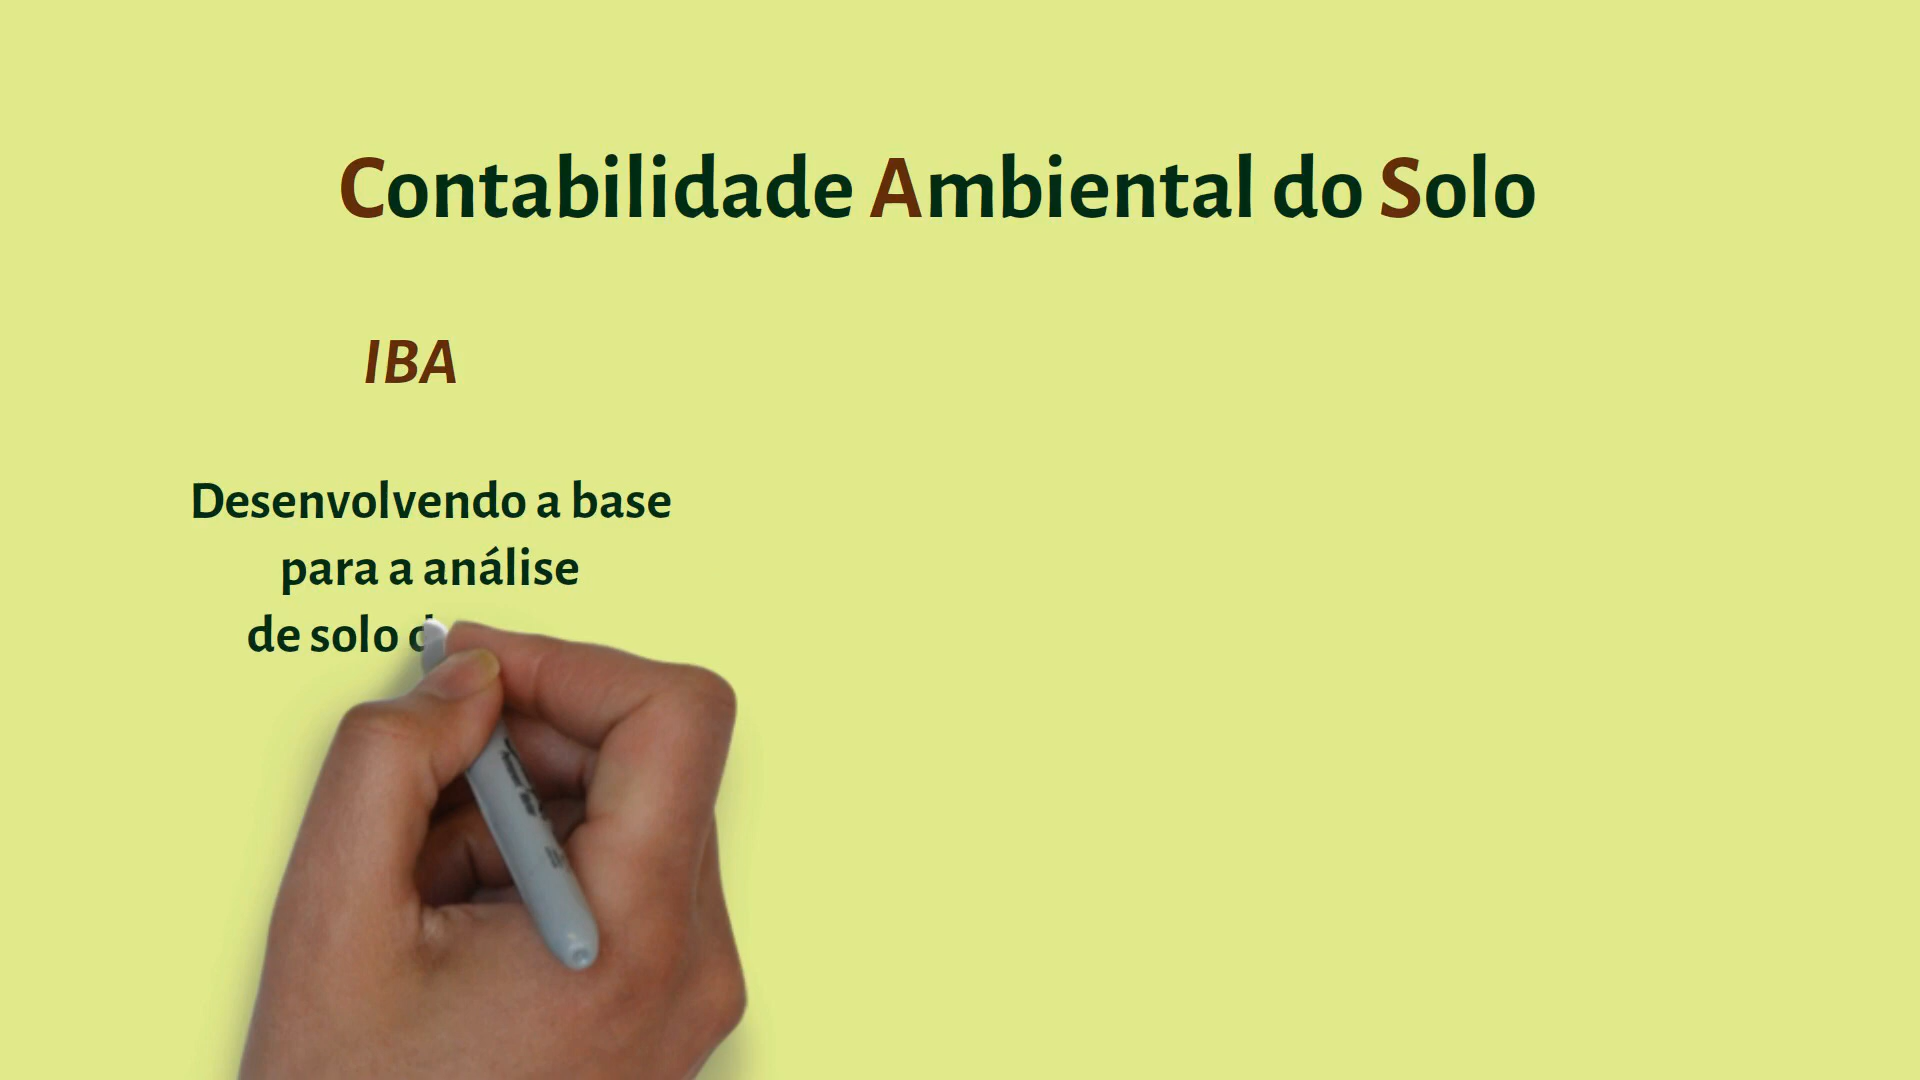 Contabilidade Ambiental do Solo
IBA
Desenvolvendo a base
para a análise
de solo